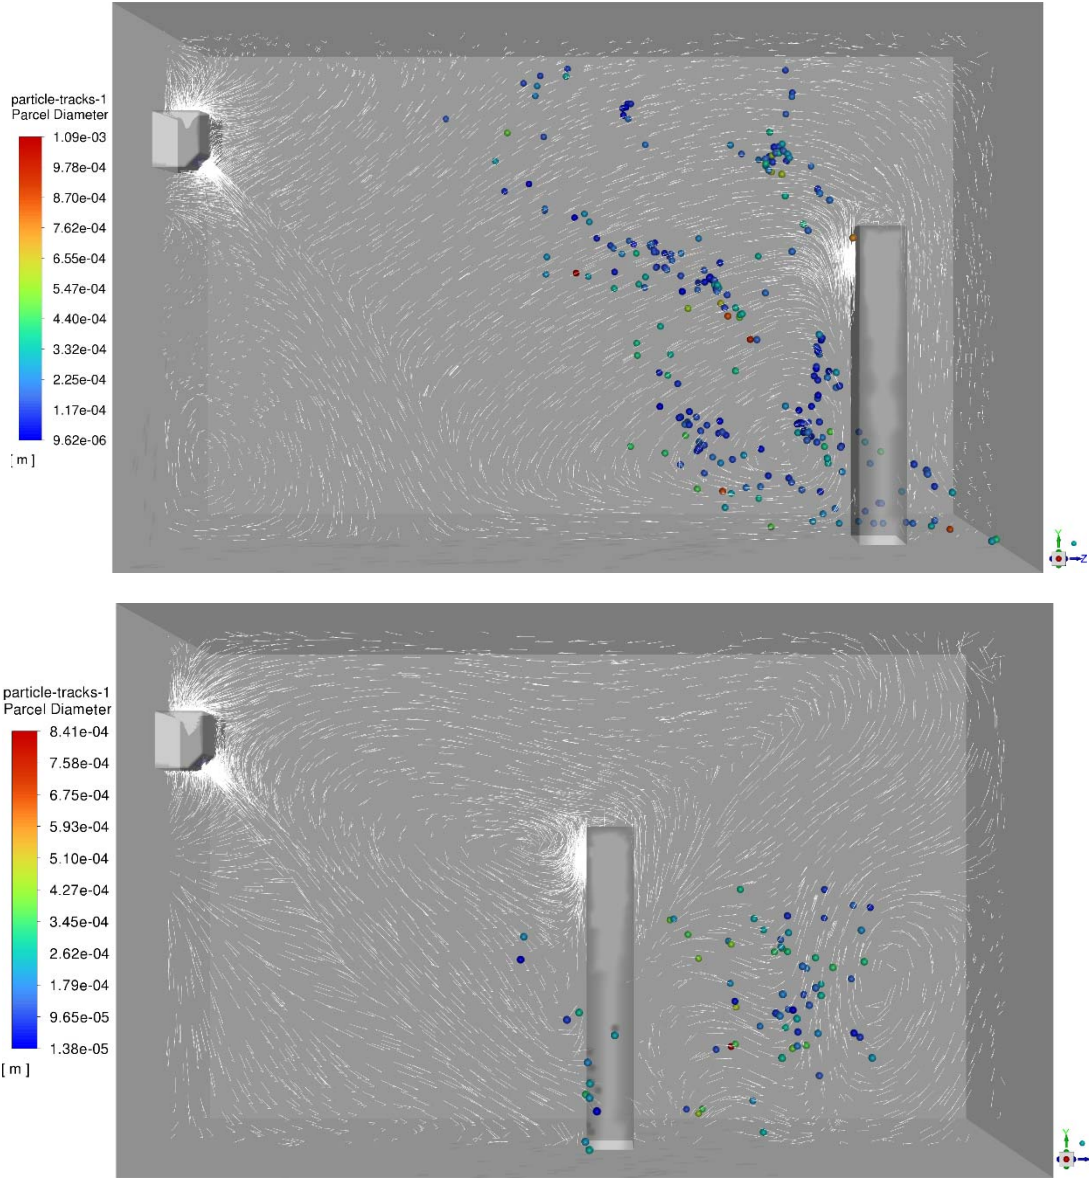 particle-tracks-1
Parcel Diameter
1.09e-03
9.78e-04
8.70e-04
7.62e-04
6.55e-04
5.47e-04
4.40e-04
3.32e-04
2.25e-04
1.17e-04
9.62e-06
[ m ]
Y
Z
particle-tracks-1
Parcel Diameter
8.41e-04
7.58e-04
6.75e-04
5.93e-04
5.10e-04
4.27e-04
3.45e-04
2.62e-04
1.79e-04
9.65e-05
1.38e-05
[ m ]
Y